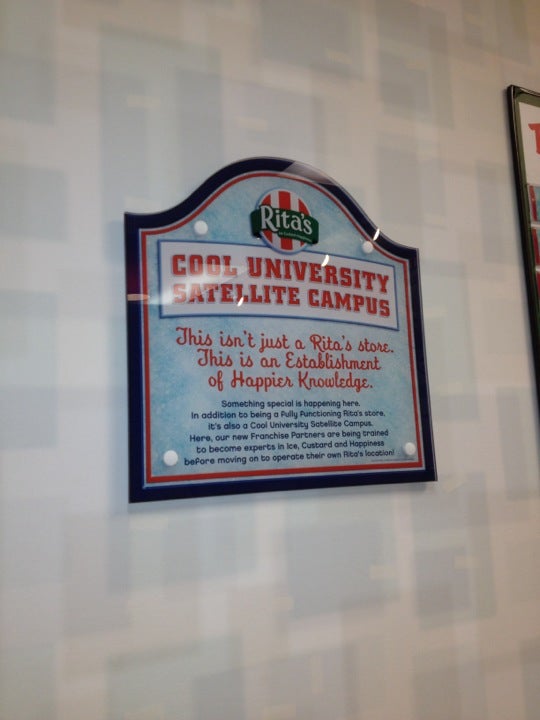 Rita's
COOL UNIVERSITY
SATELLITE CAMPUS
This isn't just a Rita's store.
This is an Establishment
of Happier Knowledge.
Something special is happening here.
In addition to being a fully functioning Rita's store,
it's also a Cool University Satellite Campus.
Here, our new Franchise Partners are being trained
to become experts in Ice, Custard and Happiness
before moving on to operate their own Rita's location!